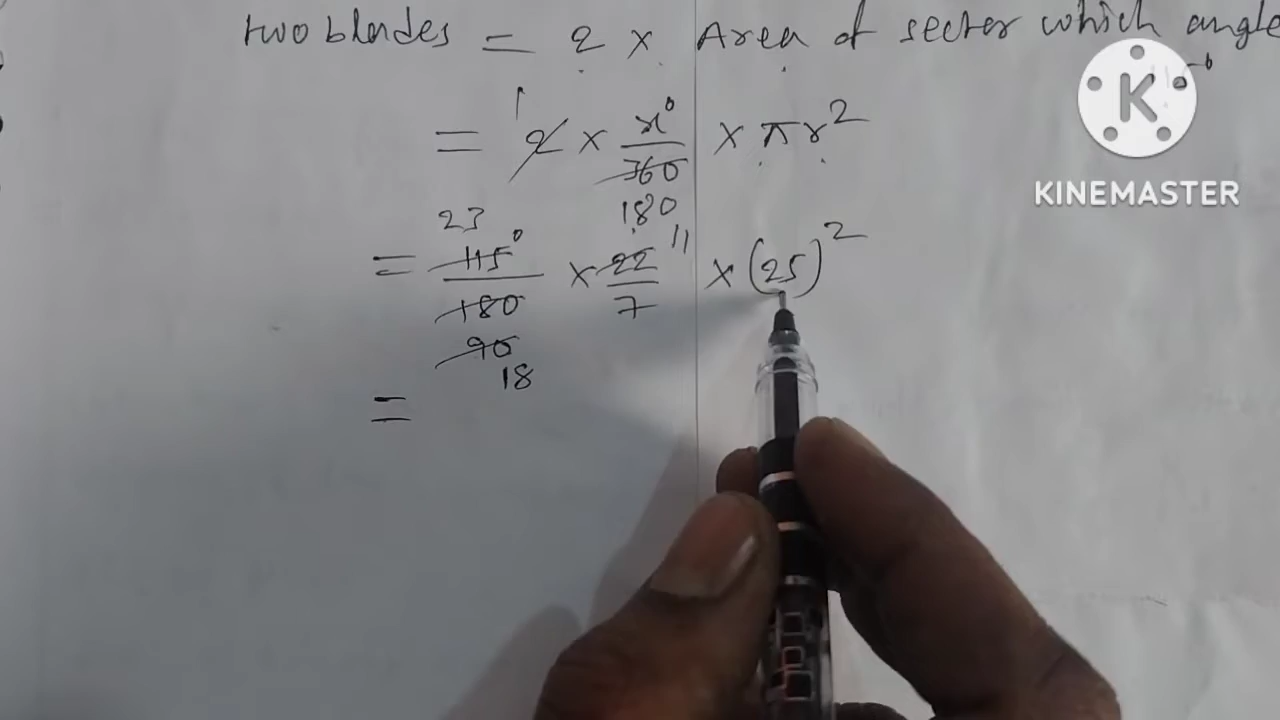 two blades = 2 × Area of sector which angle
K
KINEMASTER
1
= 2 × x°/360 × πr²
180
23
= 115°/180 × 22/7 × (25)²
11
90
18
=